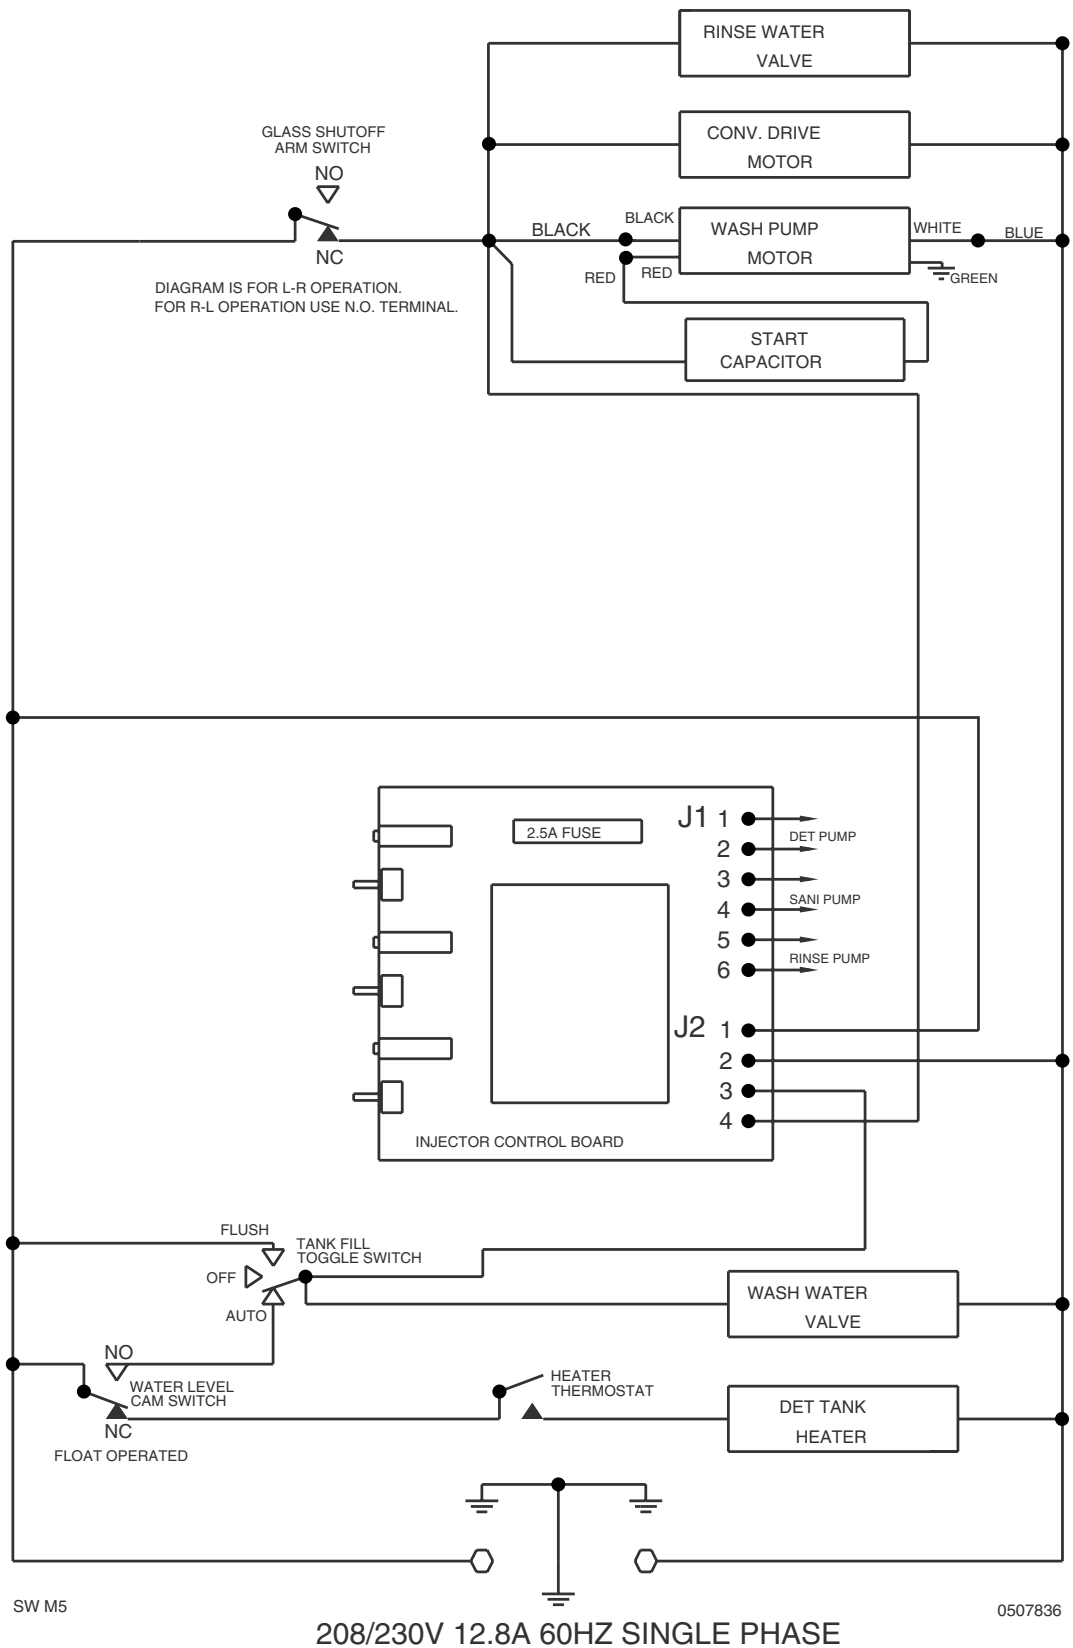 RINSE WATER
VALVE
GLASS SHUTOFF
ARM SWITCH
NO
NC
CONV. DRIVE
MOTOR
BLACK
BLACK
WASH PUMP
MOTOR
WHITE
BLUE
RED
RED
GREEN
DIAGRAM IS FOR L-R OPERATION.
FOR R-L OPERATION USE N.O. TERMINAL.
START
CAPACITOR
2.5A FUSE
J1 1
DET PUMP
2
3
SANI PUMP
4
5
RINSE PUMP
6
J2 1
2
3
4
INJECTOR CONTROL BOARD
FLUSH
TANK FILL
TOGGLE SWITCH
OFF
AUTO
WASH WATER
VALVE
NO
WATER LEVEL
CAM SWITCH
NC
FLOAT OPERATED
HEATER
THERMOSTAT
DET TANK
HEATER
SW M5
0507836
208/230V 12.8A 60HZ SINGLE PHASE